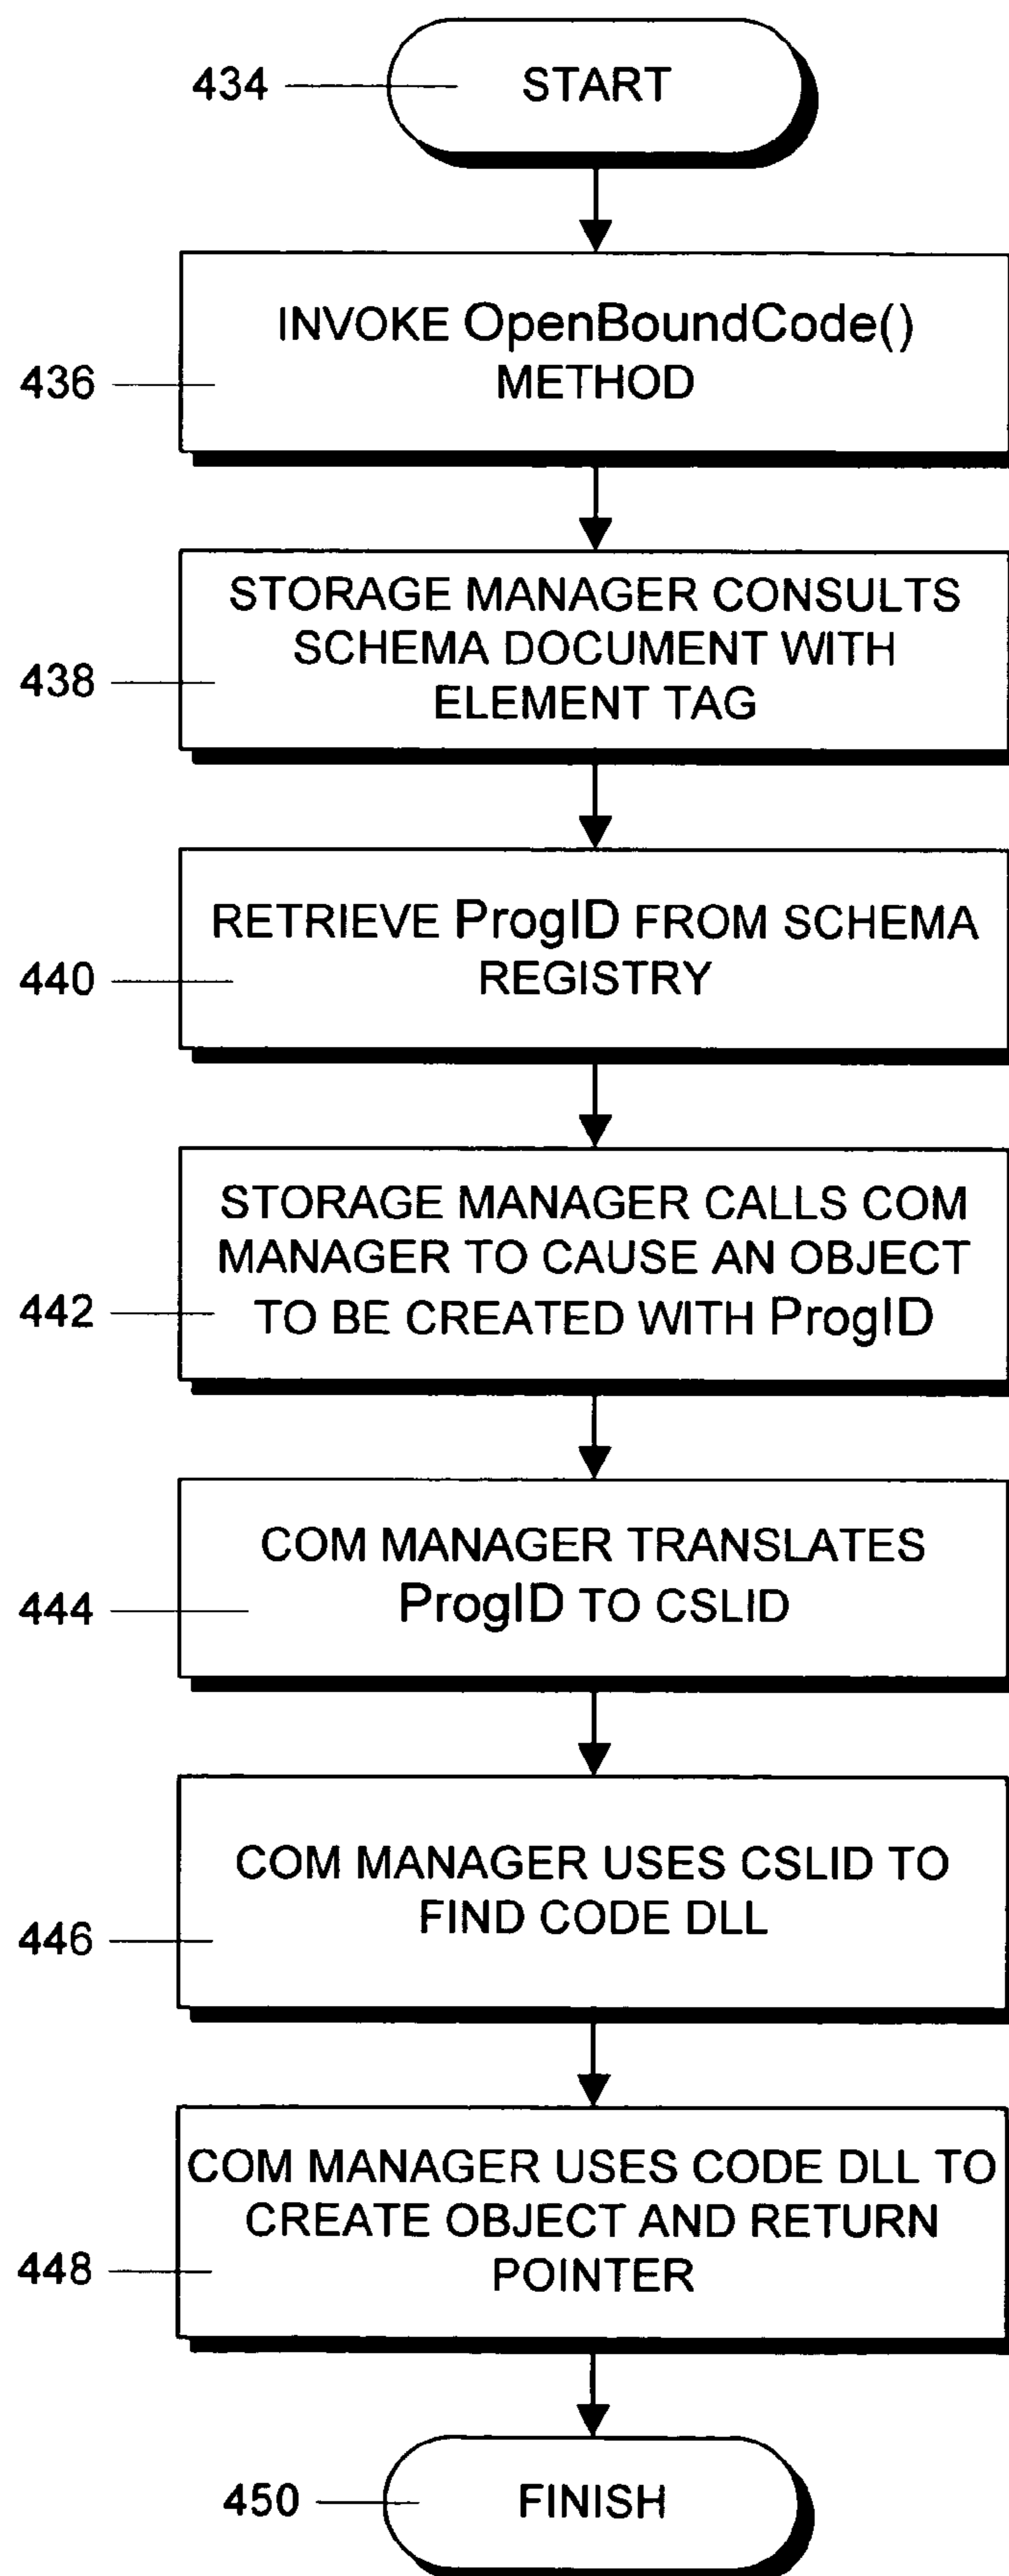 434
START
INVOKE OpenBoundCode()
METHOD
436
STORAGE MANAGER CONSULTS
SCHEMA DOCUMENT WITH
ELEMENT TAG
438
RETRIEVE ProgID FROM SCHEMA
REGISTRY
440
STORAGE MANAGER CALLS COM
MANAGER TO CAUSE AN OBJECT
TO BE CREATED WITH ProgID
442
COM MANAGER TRANSLATES
ProgID TO CSLID
444
COM MANAGER USES CSLID TO
FIND CODE DLL
446
COM MANAGER USES CODE DLL TO
CREATE OBJECT AND RETURN
POINTER
448
450
FINISH